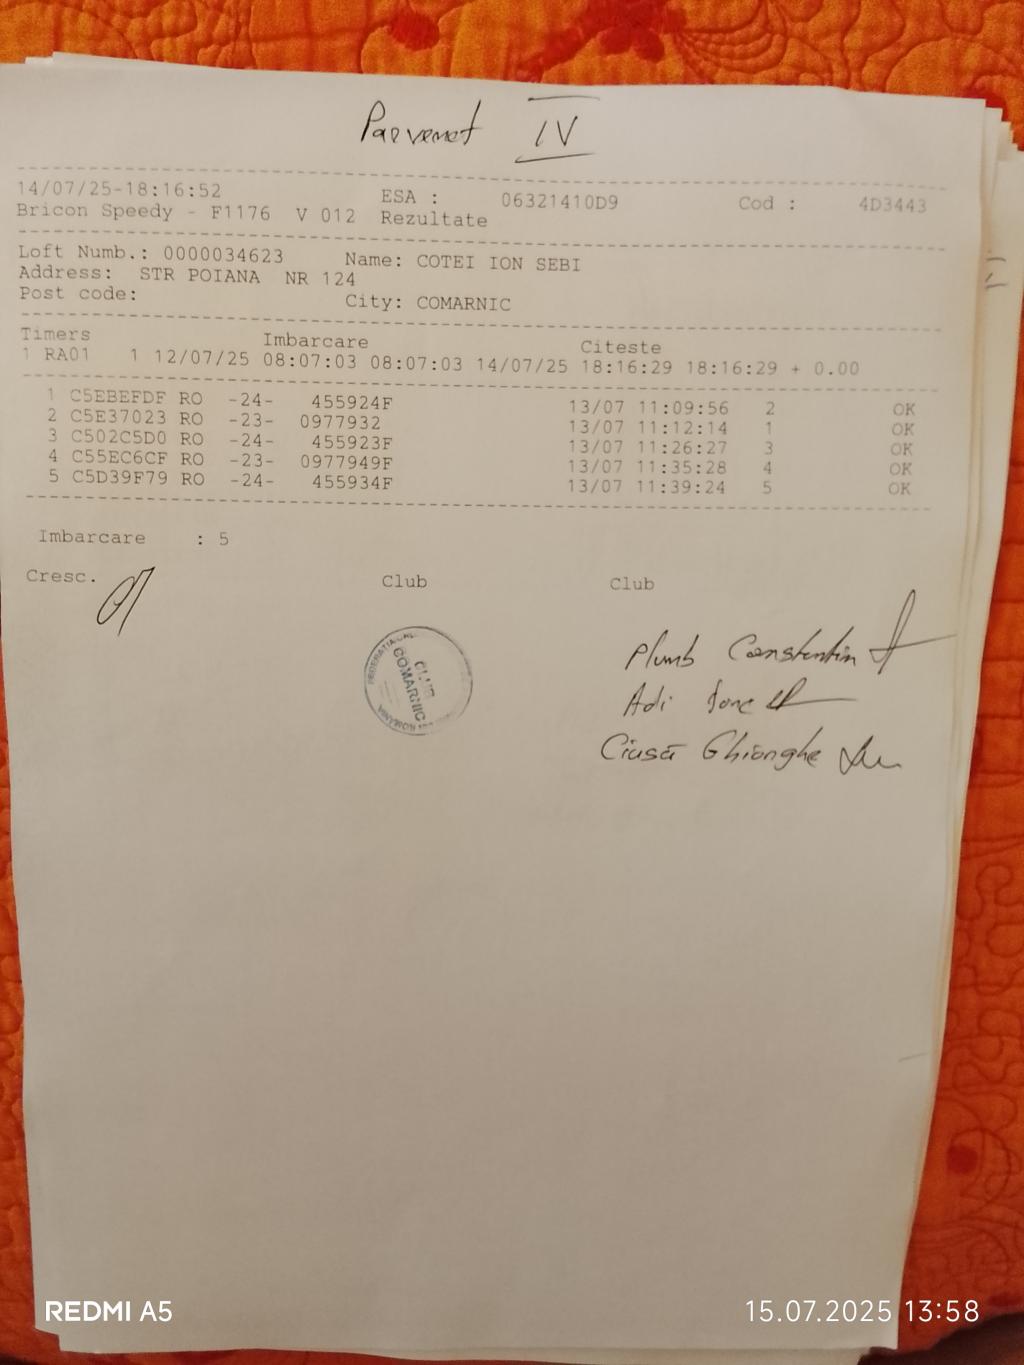 Parvenet IV
14/07/25-18:16:52 ESA : 06321410D9 Cod : 4D3443
Bricon Speedy - F1176 V 012 Rezultate
Loft Numb.: 0000034623 Name: COTEI ION SEBI
Address: STR POIANA NR 124
Post code: City: COMARNIC
Timers Imbarcare Citeste
1 RA01 1 12/07/25 08:07:03 08:07:03 14/07/25 18:16:29 18:16:29 + 0.00
1 C5EBEFDF RO -24- 455924F 13/07 11:09:56 2 OK
2 C5E37023 RO -23- 0977932 13/07 11:12:14 1 OK
3 C502C5D0 RO -24- 455923F 13/07 11:26:27 3 OK
4 C55EC6CF RO -23- 0977949F 13/07 11:35:28 4 OK
5 C5D39F79 RO -24- 455934F 13/07 11:39:24 5 OK
Imbarcare : 5
Cresc. Club Club
CLUB
COMARNIC
Plumb Constantin
Adi
Ciusă Ghionghe
REDMI A5 15.07.2025 13:58